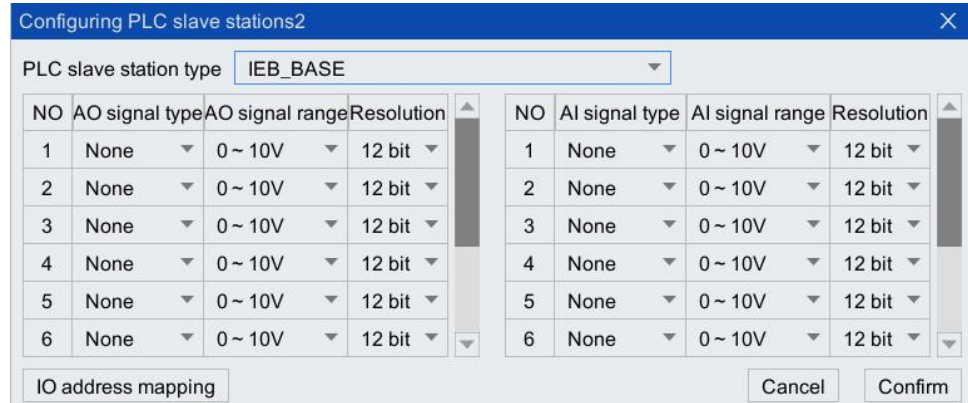 Configuring PLC slave stations2
PLC slave station type IEB_BASE
NO AO signal type AO signal range Resolution NO AI signal type AI signal range Resolution
1 None 0 ~ 10V 12 bit 1 None 0 ~ 10V 12 bit
2 None 0 ~ 10V 12 bit 2 None 0 ~ 10V 12 bit
3 None 0 ~ 10V 12 bit 3 None 0 ~ 10V 12 bit
4 None 0 ~ 10V 12 bit 4 None 0 ~ 10V 12 bit
5 None 0 ~ 10V 12 bit 5 None 0 ~ 10V 12 bit
6 None 0 ~ 10V 12 bit 6 None 0 ~ 10V 12 bit
IO address mapping Cancel Confirm